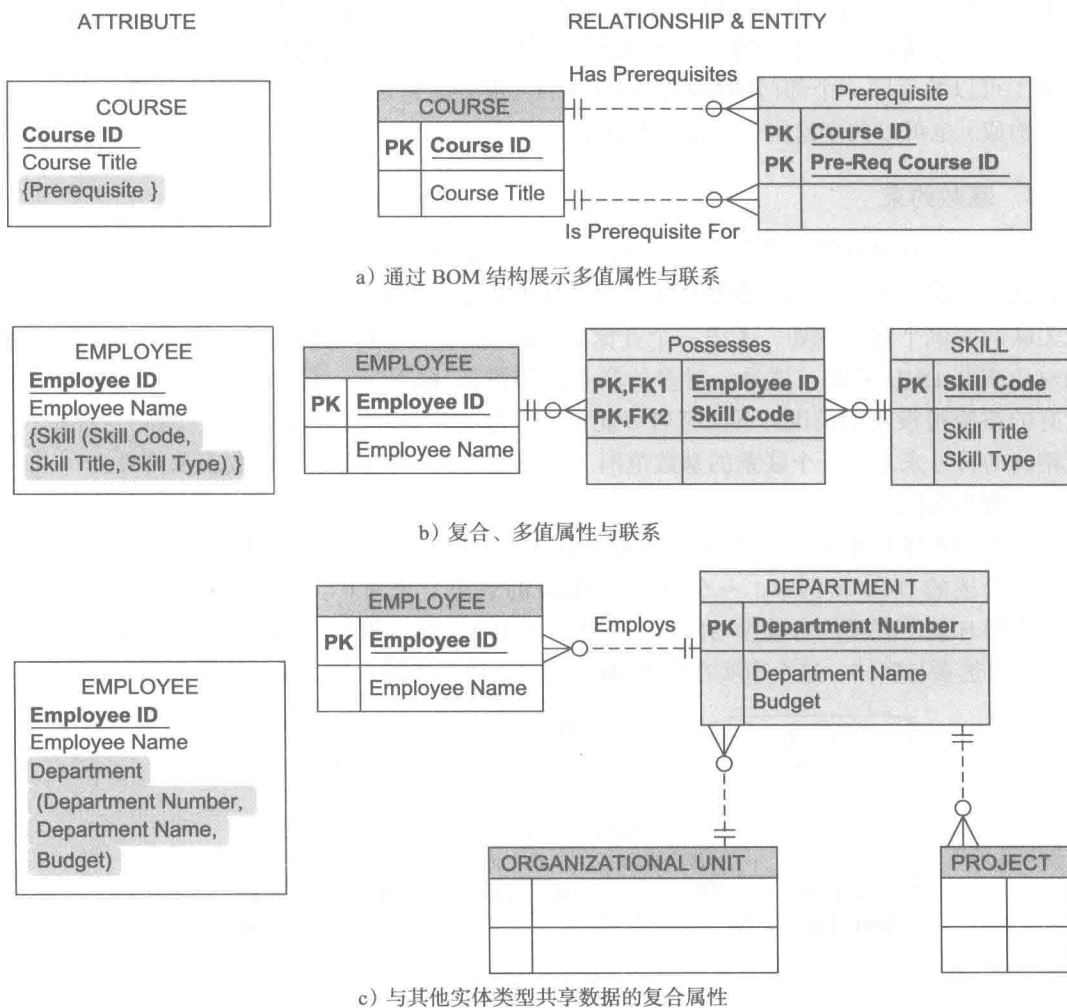 ATTRIBUTE
RELATIONSHIP & ENTITY
COURSE
Course ID
Course Title
{Prerequisite }
COURSE
PK Course ID
Course Title
Has Prerequisites
Is Prerequisite For
Prerequisite
PK Course ID
PK Pre-Req Course ID
a）通过 BOM 结构展示多值属性与联系
EMPLOYEE
Employee ID
Employee Name
{Skill (Skill Code,
Skill Title, Skill Type) }
EMPLOYEE
PK Employee ID
Employee Name
Possesses
PK,FK1 Employee ID
PK,FK2 Skill Code
SKILL
PK Skill Code
Skill Title
Skill Type
b）复合、多值属性与联系
EMPLOYEE
Employee ID
Employee Name
Department
(Department Number,
Department Name,
Budget)
EMPLOYEE
PK Employee ID
Employee Name
Employs
DEPARTMEN T
PK Department Number
Department Name
Budget
ORGANIZATIONAL UNIT
PROJECT
c）与其他实体类型共享数据的复合属性